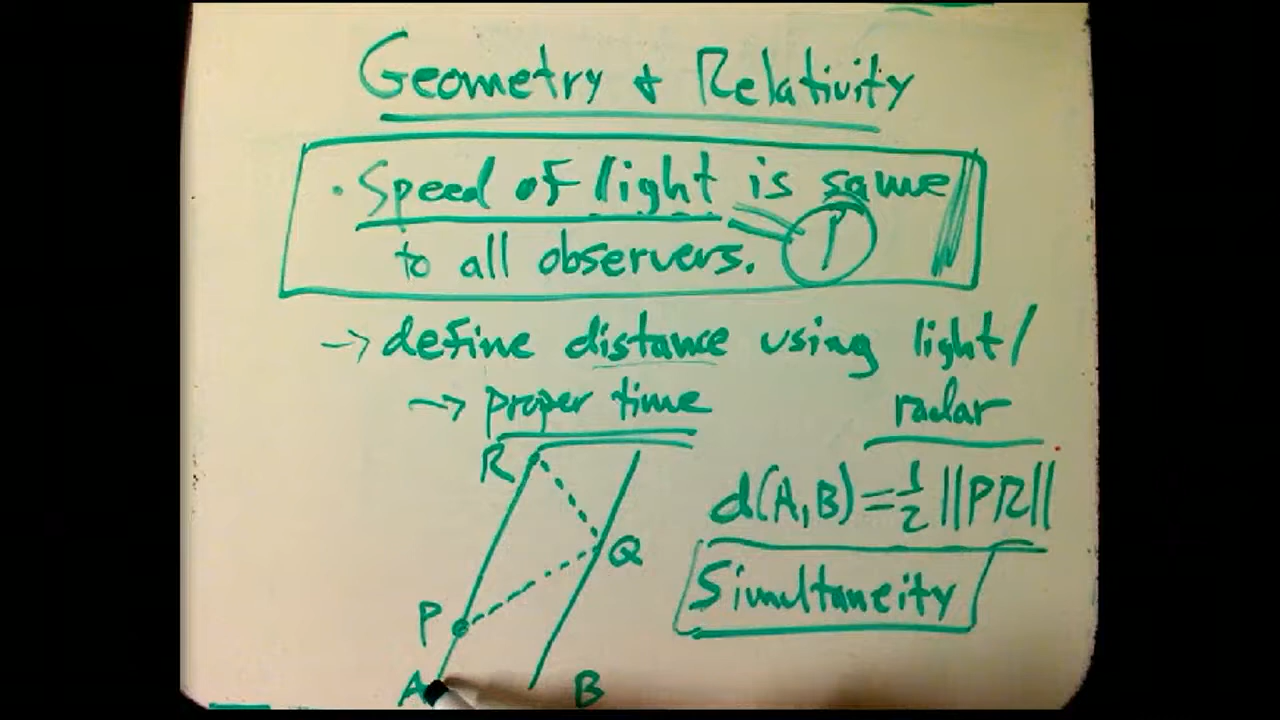 Geometry & Relativity
• Speed of light is same
to all observers. 1
→ define distance using light/
radar
→ proper time
R
d(A,B) = 1/2 ||PR||
Q
Simultaneity
P
A
B